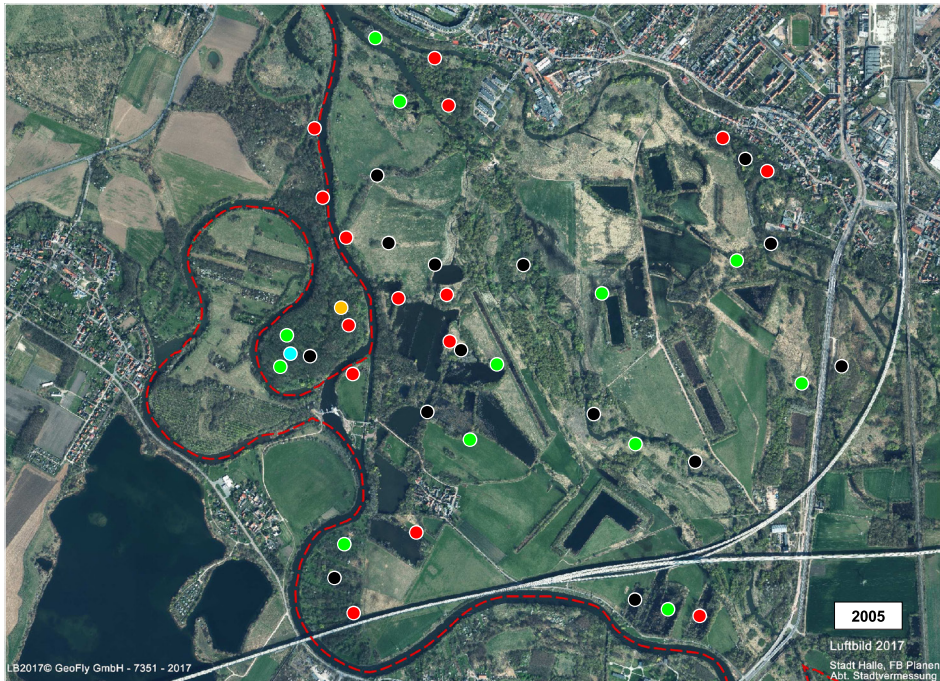 2005
Luftbild 2017
Stadt Halle, FB Planen
Abt. Stadtvermessung
LB2017© GeoFly GmbH - 7351 - 2017